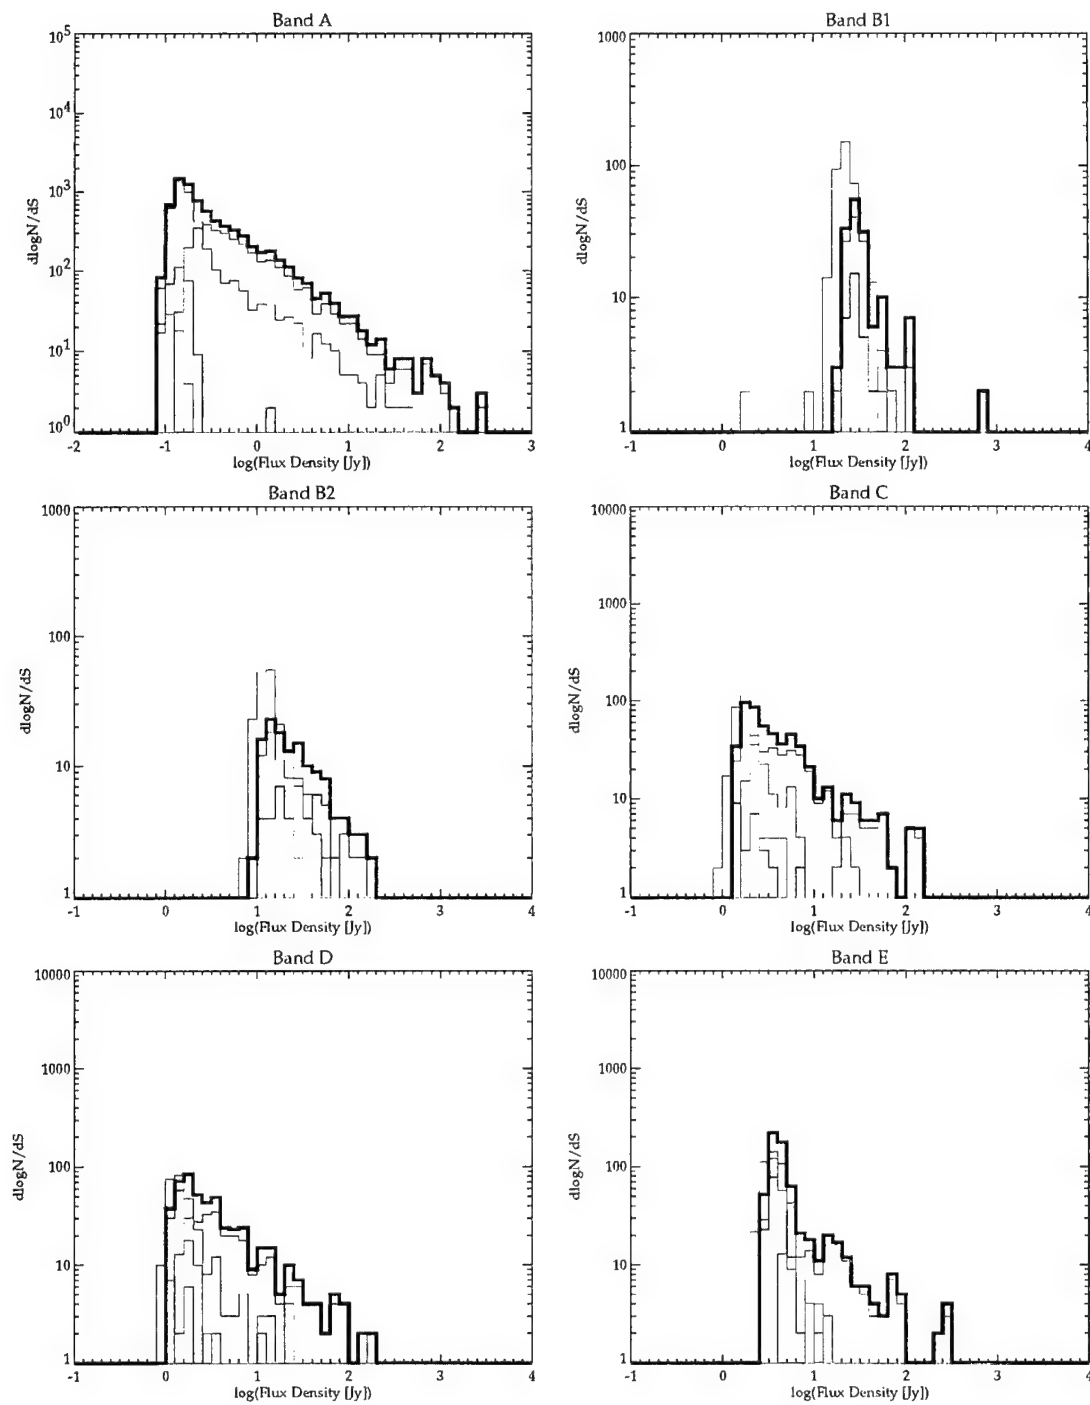 Band A
10^5
10^4
10^3
10^2
10^1
10^0
dlogN/dS
-2 -1 0 1 2 3
log(Flux Density [Jy])
Band B1
1000
100
10
1
dlogN/dS
-1 0 1 2 3 4
log(Flux Density [Jy])
Band B2
1000
100
10
1
dlogN/dS
-1 0 1 2 3 4
log(Flux Density [Jy])
Band C
10000
1000
100
10
1
dlogN/dS
-1 0 1 2 3 4
log(Flux Density [Jy])
Band D
10000
1000
100
10
1
dlogN/dS
-1 0 1 2 3 4
log(Flux Density [Jy])
Band E
10000
1000
100
10
1
dlogN/dS
-1 0 1 2 3 4
log(Flux Density [Jy])